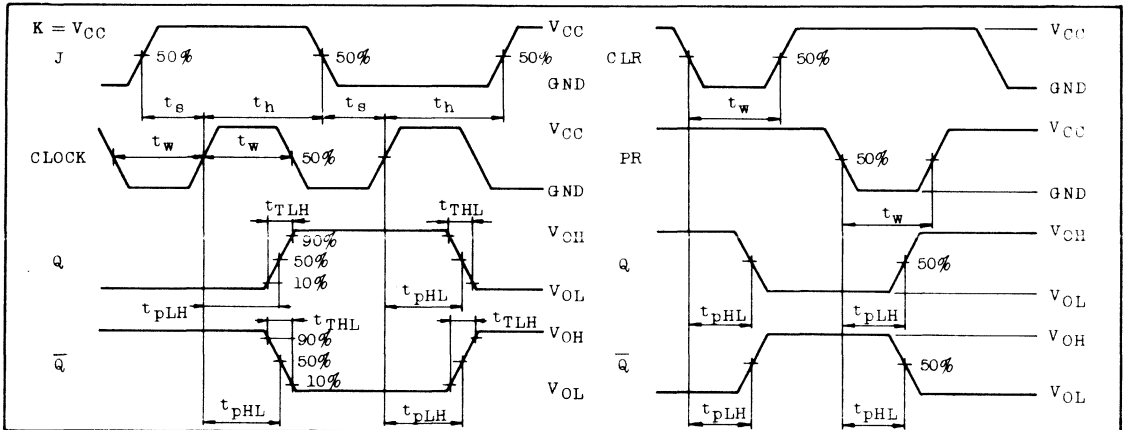 K = VCC
J
50%
50%
50%
VCC
GND
ts
th
ts
th
CLOCK
tw
tw
50%
VCC
GND
tTLH
tTHL
Q
90%
50%
10%
VOH
VOL
tpLH
tpHL
tTHL
tTLH
Q̅
90%
50%
10%
VOH
VOL
tpHL
tpLH
CLR
VCC
GND
tw
PR
50%
VCC
GND
tw
Q
50%
VOH
VOL
tpHL
tpLH
Q̅
50%
VOH
VOL
tpLH
tpHL